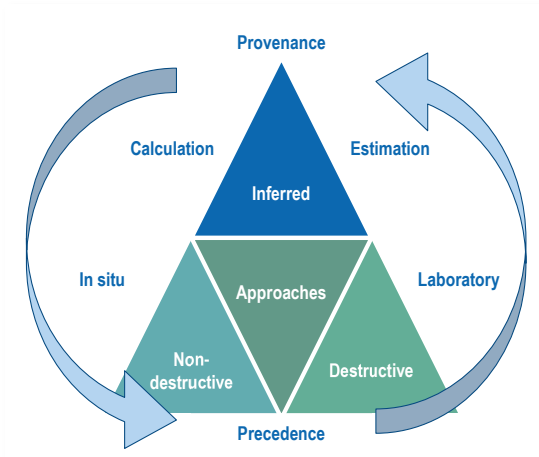 Provenance
Calculation
Estimation
Inferred
In situ
Approaches
Laboratory
Non-
destructive
Destructive
Precedence